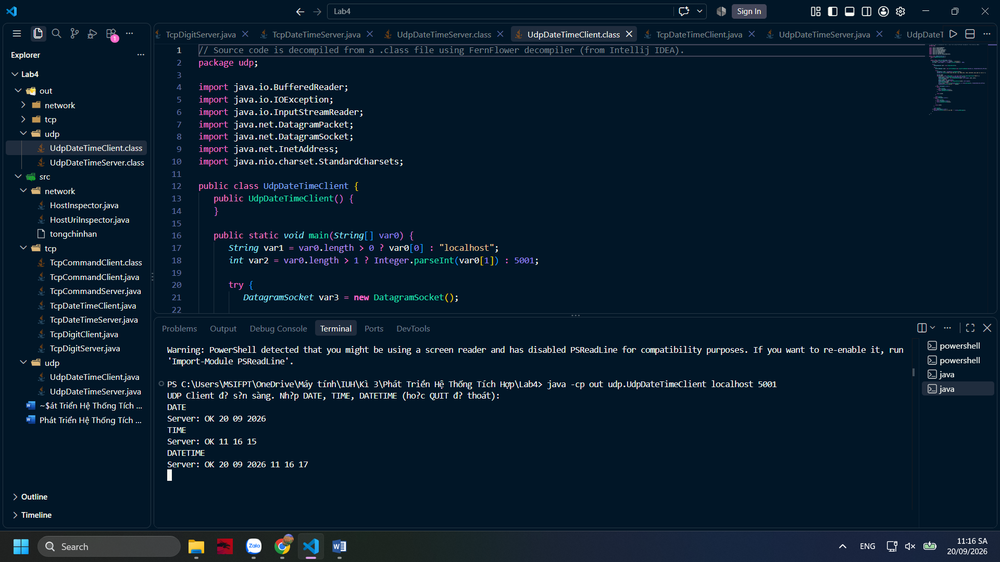 Lab4
Sign In
Explorer
Lab4
out
network
tcp
udp
UdpDateTimeClient.class
UdpDateTimeServer.class
src
network
HostInspector.java
HostUriInspector.java
tongchinhan
tcp
TcpCommandClient.class
TcpCommandClient.java
TcpCommandServer.java
TcpDateTimeClient.java
TcpDateTimeServer.java
TcpDigitClient.java
TcpDigitServer.java
udp
UdpDateTimeClient.java
UdpDateTimeServer.java
~$át Triển Hệ Thống Tích ...
Phát Triển Hệ Thống Tích ...
Outline
Timeline
TcpDigitServer.java TcpDateTimeServer.java UdpDateTimeServer.class UdpDateTimeClient.class TcpDateTimeClient.java UdpDateTimeServer.java UdpDateT
1 // Source code is decompiled from a .class file using FernFlower decompiler (from Intellij IDEA).
2 package udp;
3
4 import java.io.BufferedReader;
5 import java.io.IOException;
6 import java.io.InputStreamReader;
7 import java.net.DatagramPacket;
8 import java.net.DatagramSocket;
9 import java.net.InetAddress;
10 import java.nio.charset.StandardCharsets;
11
12 public class UdpDateTimeClient {
13 public UdpDateTimeClient() {
14 }
15
16 public static void main(String[] var0) {
17 String var1 = var0.length > 0 ? var0[0] : "localhost";
18 int var2 = var0.length > 1 ? Integer.parseInt(var0[1]) : 5001;
19
20 try {
21 DatagramSocket var3 = new DatagramSocket();
22
Problems Output Debug Console Terminal Ports DevTools
Warning: PowerShell detected that you might be using a screen reader and has disabled PSReadLine for compatibility purposes. If you want to re-enable it, run
'Import-Module PSReadLine'.
PS C:\Users\MSIFPT\OneDrive\Máy tính\IUH\Kì 3\Phát Triển Hệ Thống Tích Hợp\Lab4> java -cp out udp.UdpDateTimeClient localhost 5001
UDP Client đ? s?n sàng. Nh?p DATE, TIME, DATETIME (ho?c QUIT đ? thoát):
DATE
Server: OK 20 09 2026
TIME
Server: OK 11 16 15
DATETIME
Server: OK 20 09 2026 11 16 17
powershell
powershell
java
java
1
Search
Zalo
ENG
11:16 SA
20/09/2026